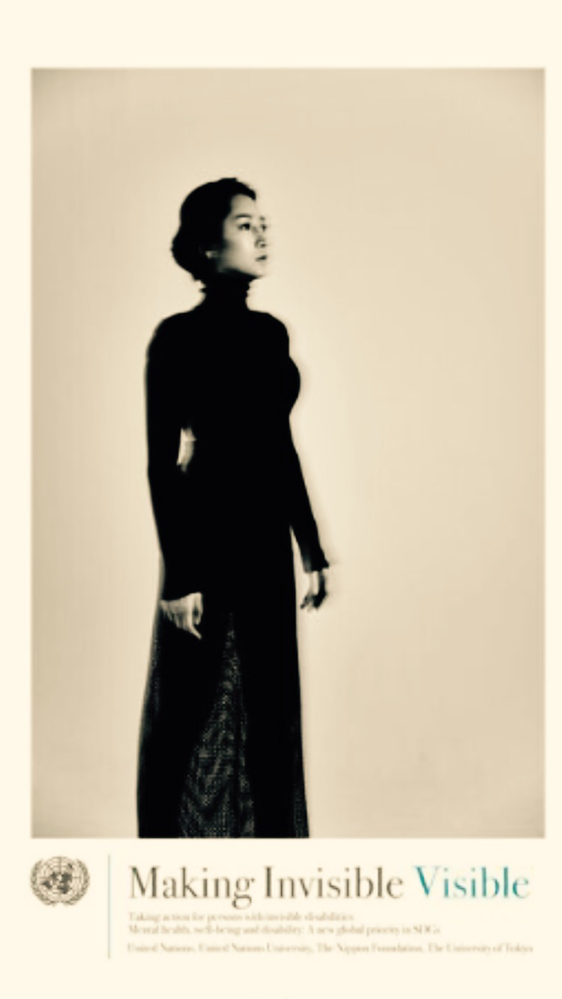 Making Invisible Visible
Taking action for persons with invisible disabilities
Mental health, well-being and disability: A new global priority in SDGs
United Nations, United Nations University, The Nippon Foundation, The University of Tokyo